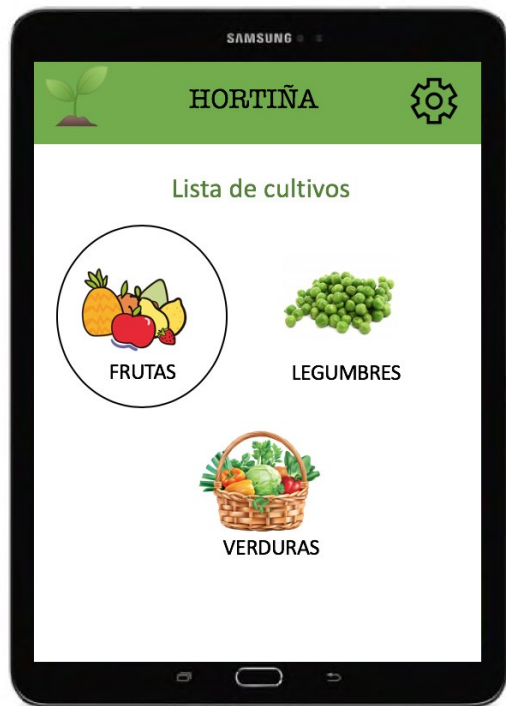 SAMSUNG
HORTIÑA
Lista de cultivos
FRUTAS
LEGUMBRES
VERDURAS